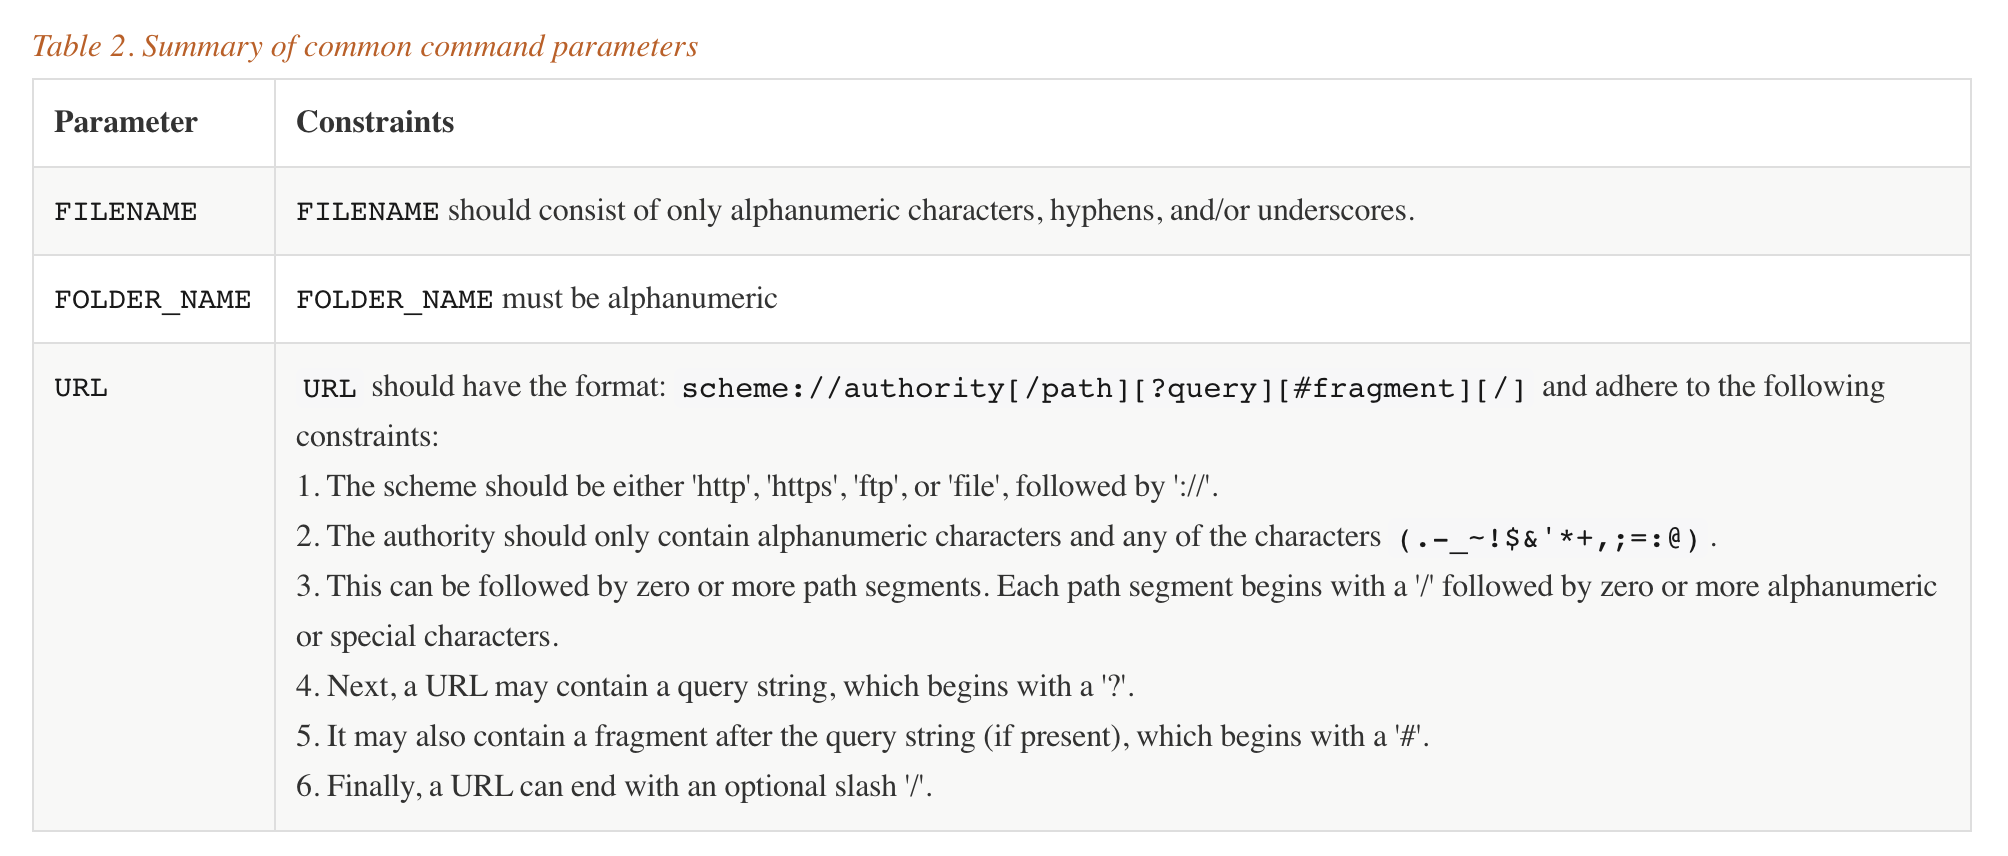 Table 2. Summary of common command parameters
Parameter Constraints
FILENAME FILENAME should consist of only alphanumeric characters, hyphens, and/or underscores.
FOLDER_NAME FOLDER_NAME must be alphanumeric
URL URL should have the format: scheme://authority[/path][?query][#fragment][/] and adhere to the following
constraints:
1. The scheme should be either 'http', 'https', 'ftp', or 'file', followed by '://'.
2. The authority should only contain alphanumeric characters and any of the characters (.-_~!$&'*+,;=:@).
3. This can be followed by zero or more path segments. Each path segment begins with a '/' followed by zero or more alphanumeric
or special characters.
4. Next, a URL may contain a query string, which begins with a '?'.
5. It may also contain a fragment after the query string (if present), which begins with a '#'.
6. Finally, a URL can end with an optional slash '/'.